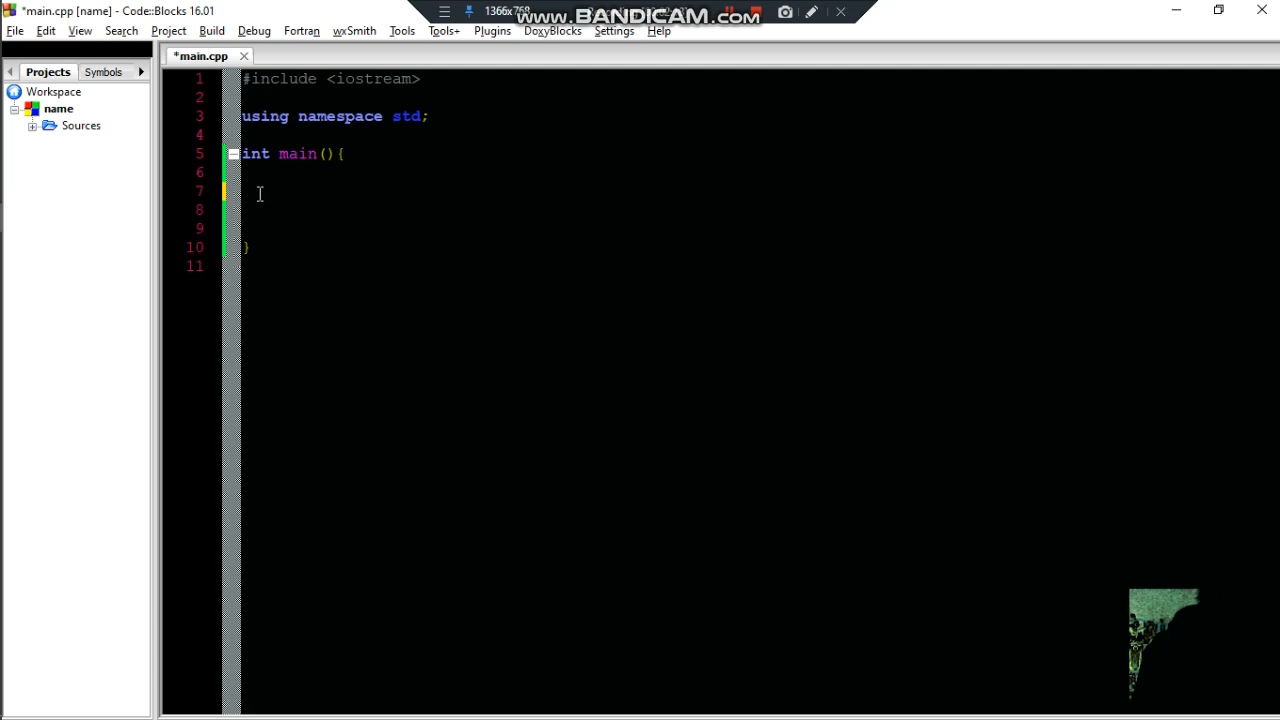 *main.cpp [name] - Code::Blocks 16.01
1366x768
www.BANDICAM.com
File Edit View Search Project Build Debug Fortran wxSmith Tools Tools+ Plugins DoxyBlocks Settings Help
Projects Symbols
*main.cpp
Workspace
name
Sources
1 #include <iostream>
2
3 using namespace std;
4
5 int main(){
6
7
8
9
10 }
11